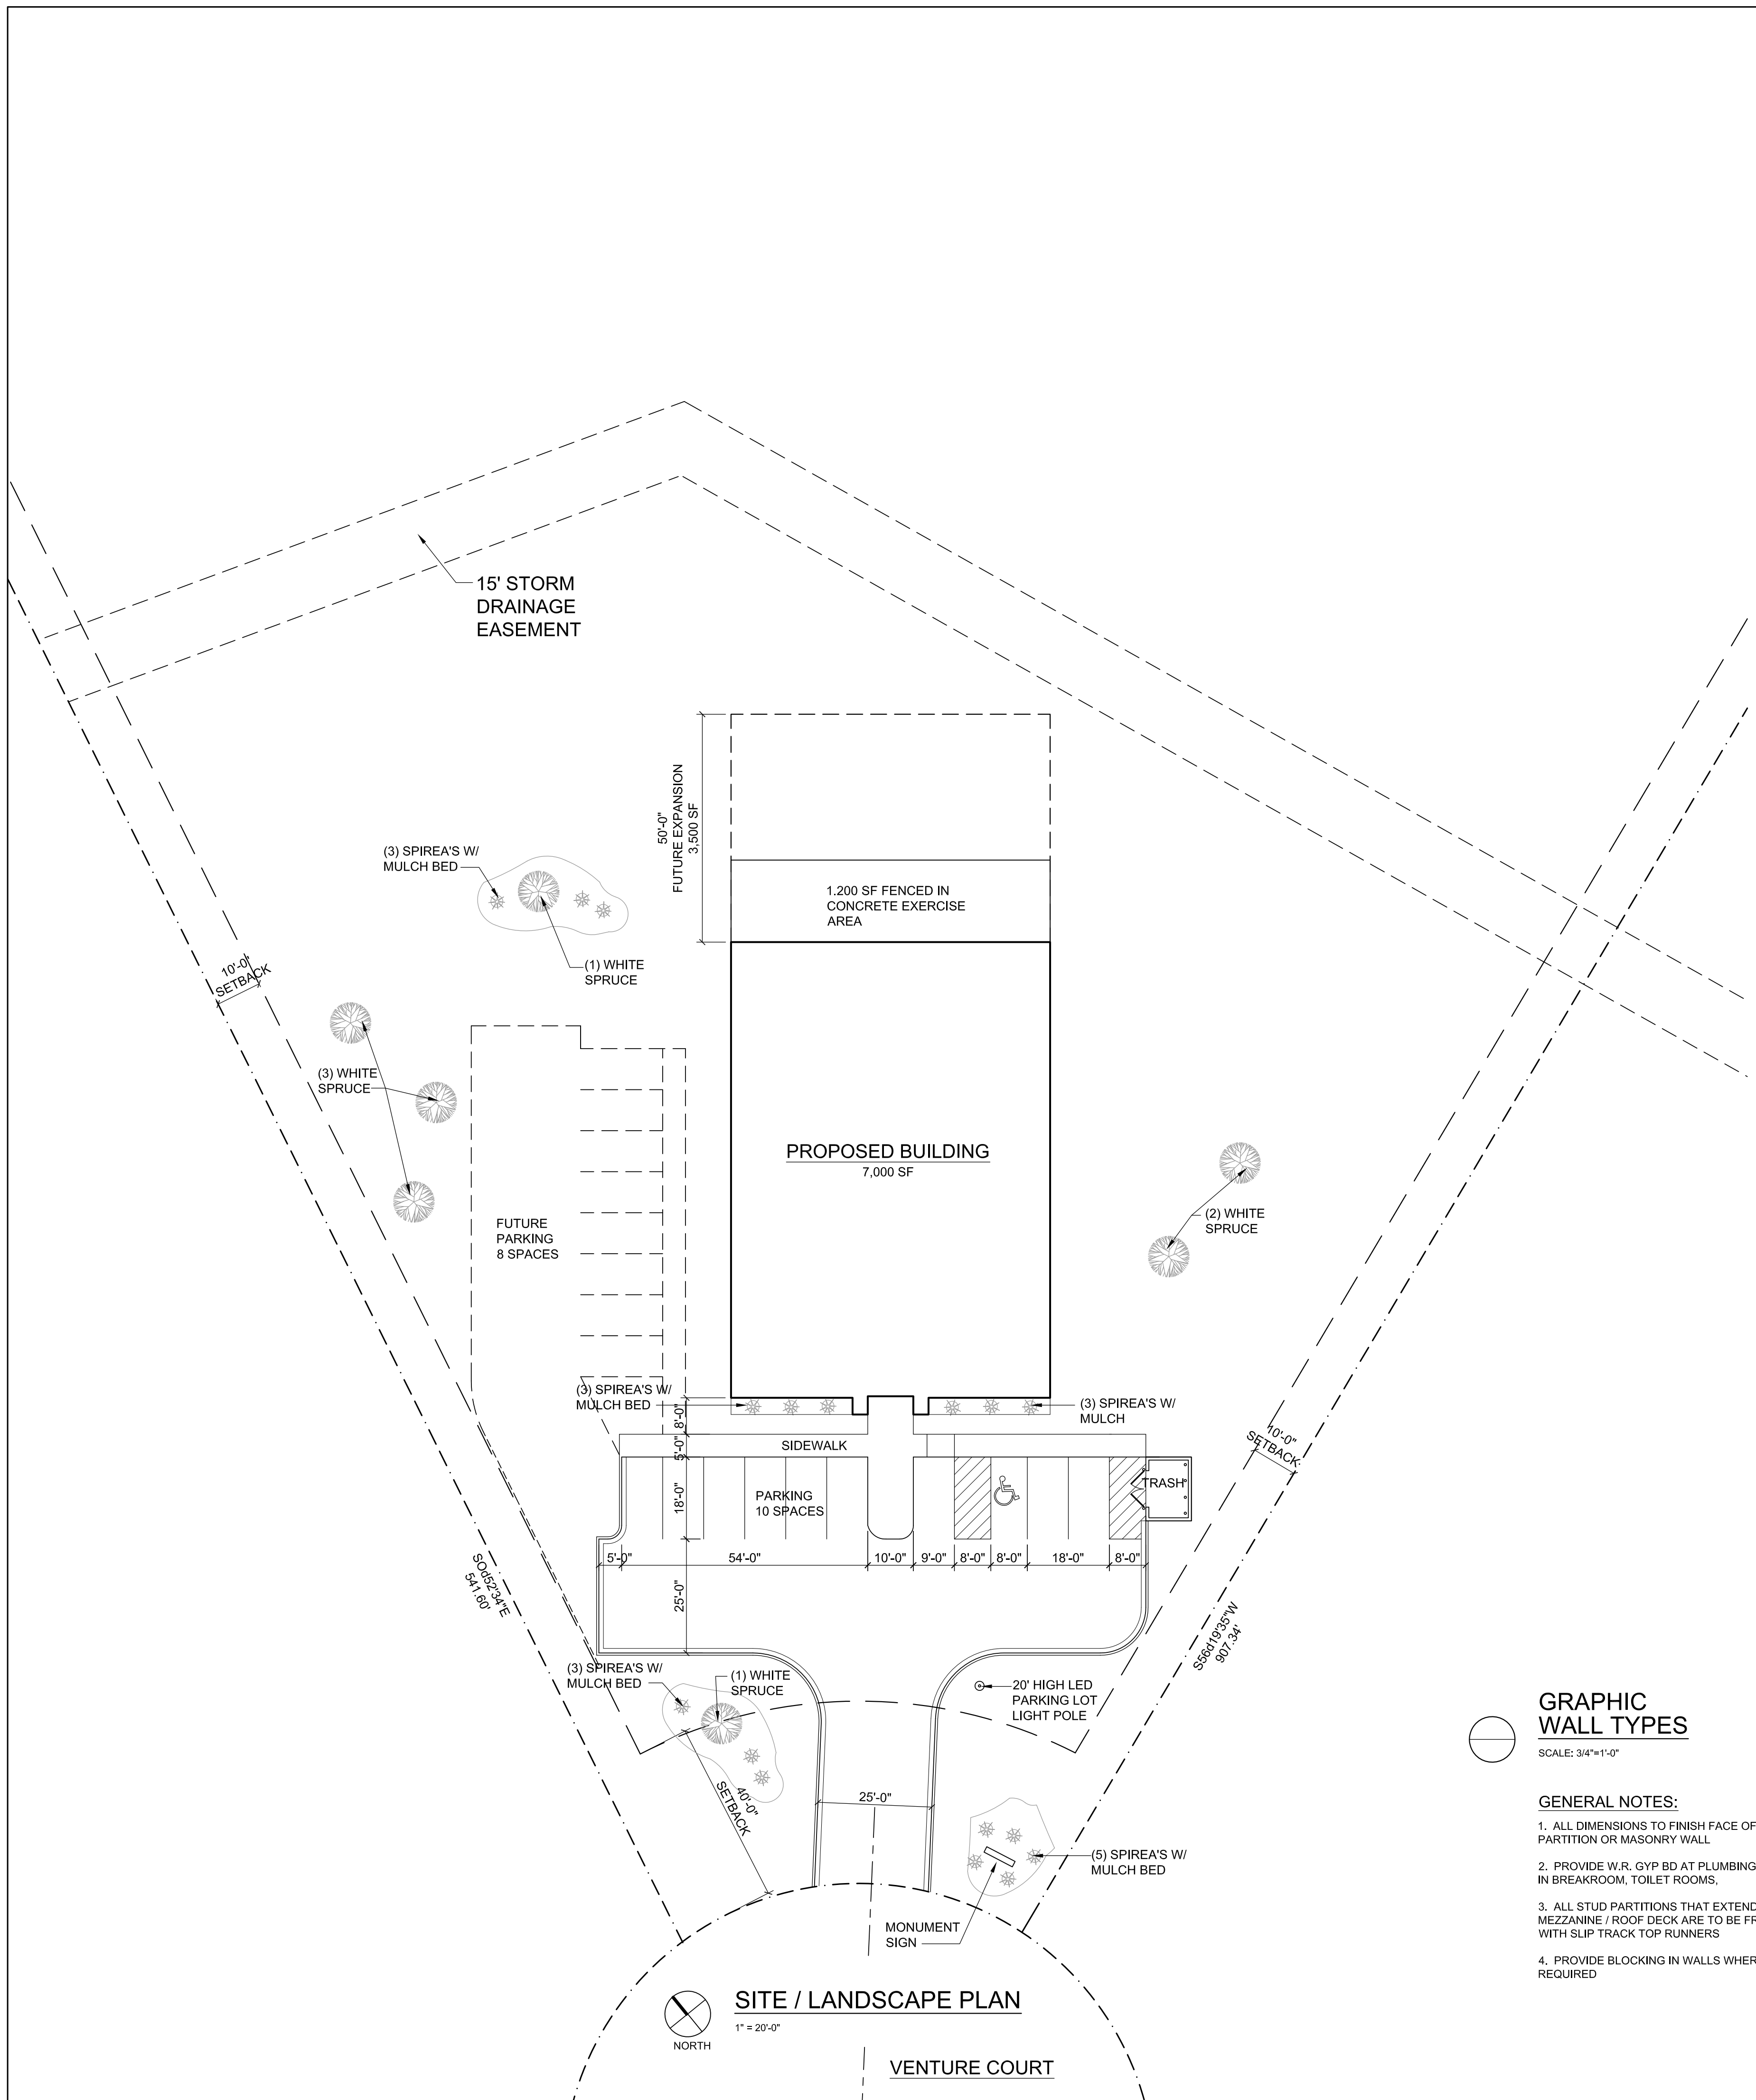 15' STORM
DRAINAGE
EASEMENT
50'-0"
FUTURE EXPANSION
3,500 SF
(3) SPIREA'S W/
MULCH BED
1.200 SF FENCED IN
CONCRETE EXERCISE
AREA
(1) WHITE
SPRUCE
10'-0"
SETBACK
(3) WHITE
SPRUCE
PROPOSED BUILDING
7,000 SF
(2) WHITE
SPRUCE
FUTURE
PARKING
8 SPACES
(3) SPIREA'S W/
MULCH BED
8'-0"
(3) SPIREA'S W/
MULCH
5'-0"
SIDEWALK
10'-0"
SETBACK
TRASH
18'-0"
PARKING
10 SPACES
5'-0"
54'-0"
10'-0"
9'-0"
8'-0"
8'-0"
18'-0"
8'-0"
25'-0"
SOd52'34"E
541.60'
S56d19'35"W
907.34'
(3) SPIREA'S W/
MULCH BED
(1) WHITE
SPRUCE
20' HIGH LED
PARKING LOT
LIGHT POLE
40'-0"
SETBACK
25'-0"
(5) SPIREA'S W/
MULCH BED
MONUMENT
SIGN
SITE / LANDSCAPE PLAN
1" = 20'-0"
NORTH
VENTURE COURT
GRAPHIC
WALL TYPES
SCALE: 3/4"=1'-0"
GENERAL NOTES:
1. ALL DIMENSIONS TO FINISH FACE OF
PARTITION OR MASONRY WALL
2. PROVIDE W.R. GYP BD AT PLUMBING
IN BREAKROOM, TOILET ROOMS,
3. ALL STUD PARTITIONS THAT EXTEND
MEZZANINE / ROOF DECK ARE TO BE
WITH SLIP TRACK TOP RUNNERS
4. PROVIDE BLOCKING IN WALLS
REQUIRED